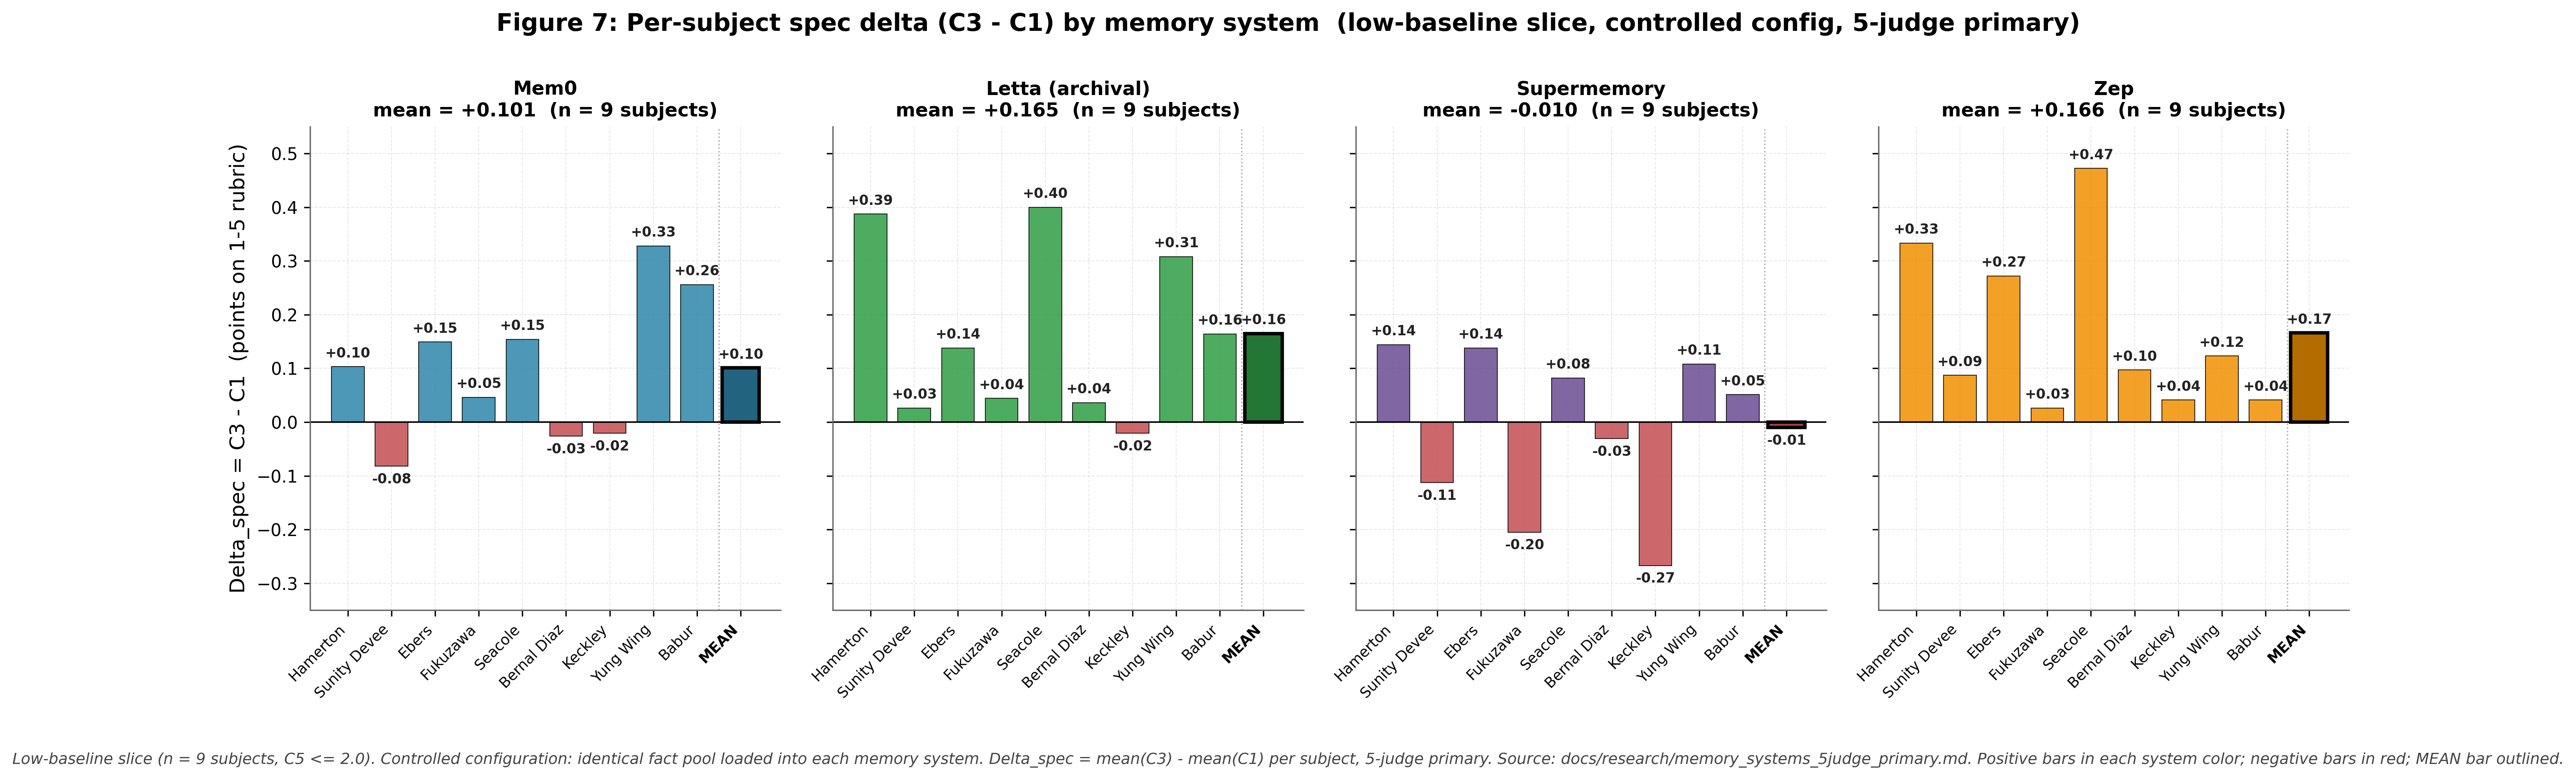 Figure 7: Per-subject spec delta (C3 - C1) by memory system  (low-baseline slice, controlled config, 5-judge primary)
Delta_spec = C3 - C1  (points on 1-5 rubric)
Mem0
mean = +0.101  (n = 9 subjects)
0.5
0.4
0.3
0.2
0.1
0.0
−0.1
−0.2
−0.3
+0.10
-0.08
+0.15
+0.05
+0.15
-0.03
-0.02
+0.33
+0.26
+0.10
Hamerton
Sunity Devee
Ebers
Fukuzawa
Seacole
Bernal Diaz
Keckley
Yung Wing
Babur
MEAN
Letta (archival)
mean = +0.165  (n = 9 subjects)
+0.39
+0.03
+0.14
+0.04
+0.40
+0.04
-0.02
+0.31
+0.16
+0.16
Hamerton
Sunity Devee
Ebers
Fukuzawa
Seacole
Bernal Diaz
Keckley
Yung Wing
Babur
MEAN
Supermemory
mean = -0.010  (n = 9 subjects)
+0.14
-0.11
+0.14
-0.20
+0.08
-0.03
-0.27
+0.11
+0.05
-0.01
Hamerton
Sunity Devee
Ebers
Fukuzawa
Seacole
Bernal Diaz
Keckley
Yung Wing
Babur
MEAN
Zep
mean = +0.166  (n = 9 subjects)
+0.33
+0.09
+0.27
+0.03
+0.47
+0.10
+0.04
+0.12
+0.04
+0.17
Hamerton
Sunity Devee
Ebers
Fukuzawa
Seacole
Bernal Diaz
Keckley
Yung Wing
Babur
MEAN
Low-baseline slice (n = 9 subjects, C5 <= 2.0). Controlled configuration: identical fact pool loaded into each memory system. Delta_spec = mean(C3) - mean(C1) per subject, 5-judge primary. Source: docs/research/memory_systems_5judge_primary.md. Positive bars in each system color; negative bars in red; MEAN bar outlined.